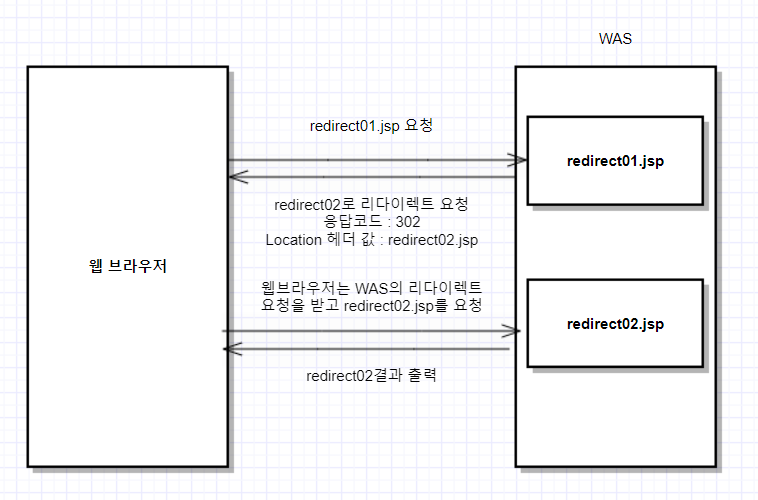 WAS
redirect01.jsp 요청
redirect01.jsp
redirect02로 리다이렉트 요청
응답코드 : 302
Location 헤더 값 : redirect02.jsp
웹 브라우저
웹브라우저는 WAS의 리다이렉트
요청을 받고 redirect02.jsp를 요청
redirect02.jsp
redirect02결과 출력